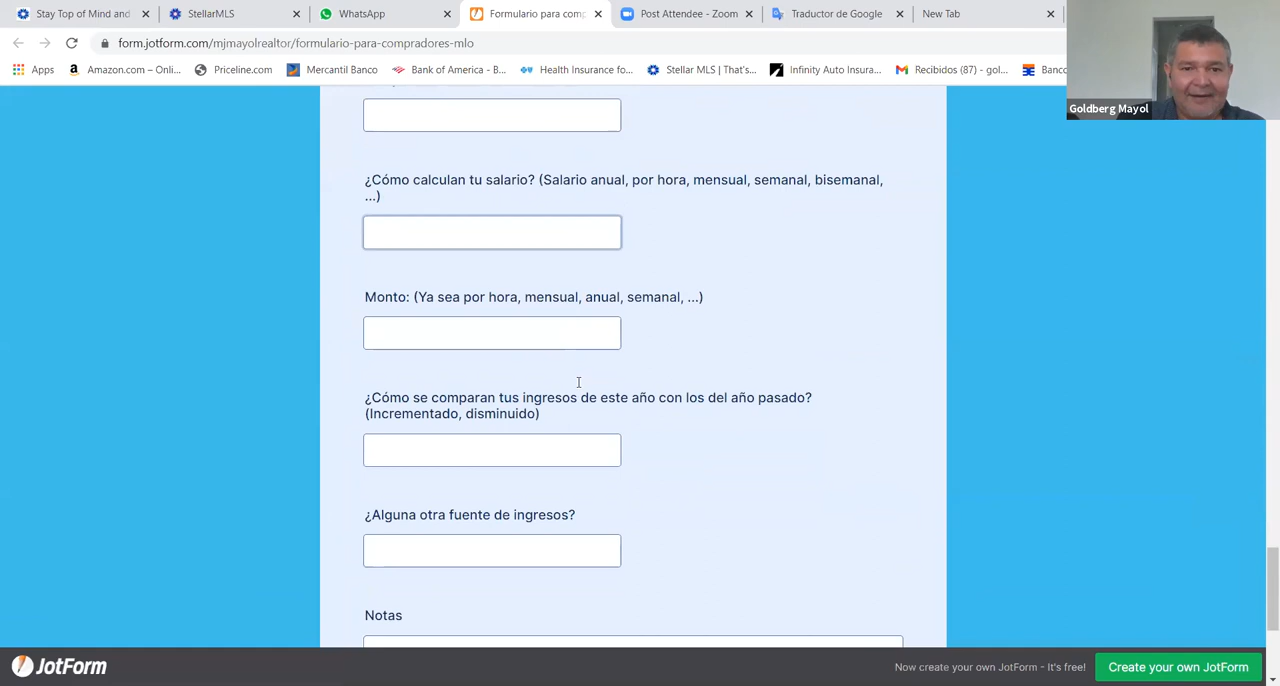 Stay Top of Mind and
StellarMLS
WhatsApp
Formulario para comp
Post Attendee - Zoom
Traductor de Google
New Tab
form.jotform.com/mjmayolrealtor/formulario-para-compradores-mlo
Apps
Amazon.com – Onli...
Priceline.com
Mercantil Banco
Bank of America - B...
Health Insurance fo...
Stellar MLS | That's...
Infinity Auto Insura...
Recibidos (87) - gol...
Banco
Goldberg Mayol
¿Cómo calculan tu salario? (Salario anual, por hora, mensual, semanal, bisemanal,
...)
Monto: (Ya sea por hora, mensual, anual, semanal, ...)
¿Cómo se comparan tus ingresos de este año con los del año pasado?
(Incrementado, disminuido)
¿Alguna otra fuente de ingresos?
Notas
JotForm
Now create your own JotForm - It's free!
Create your own JotForm